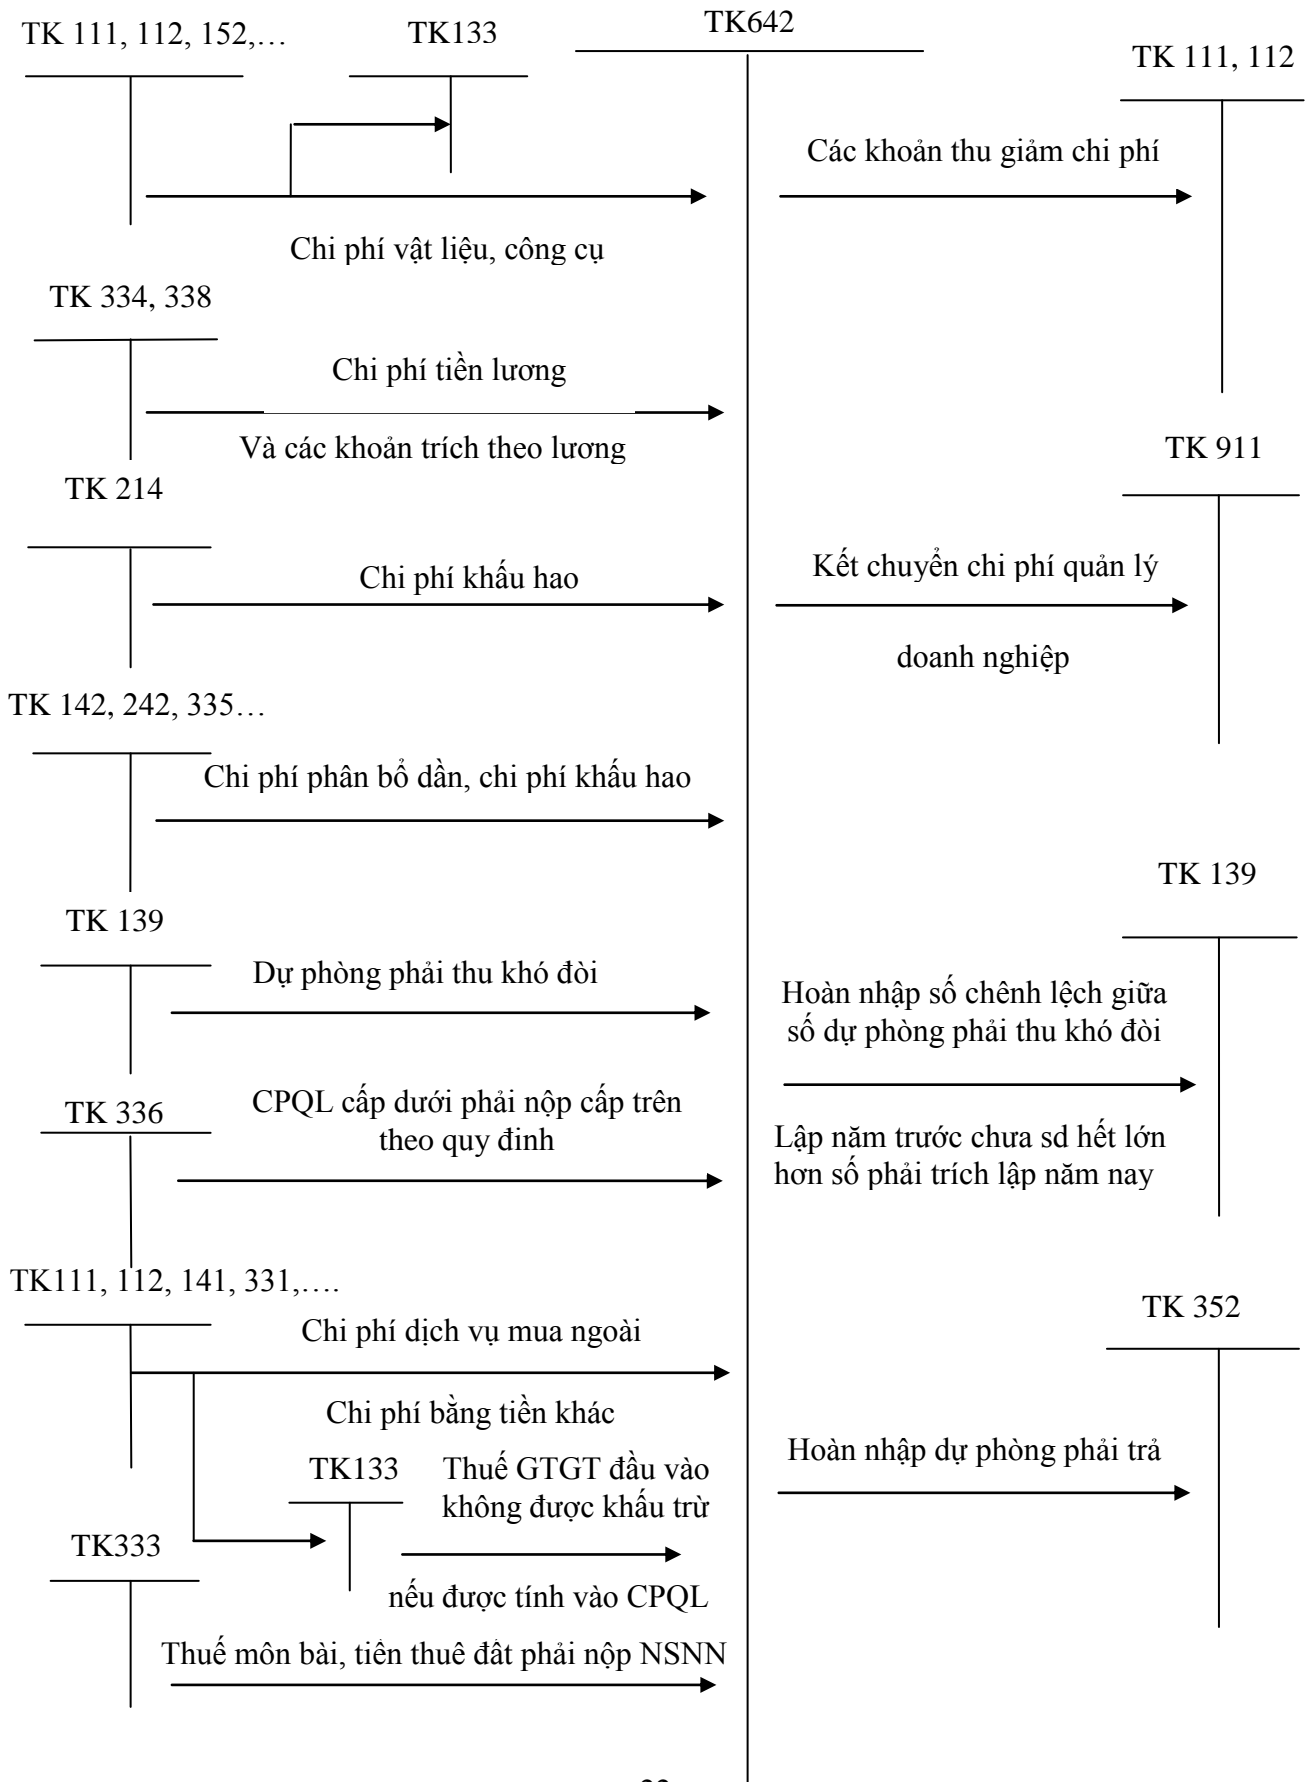 TK 111, 112, 152,…
TK133
TK642
TK 111, 112
Các khoản thu giảm chi phí
Chi phí vật liệu, công cụ
TK 334, 338
Chi phí tiền lương
Và các khoản trích theo lương
TK 911
TK 214
Chi phí khấu hao
Kết chuyển chi phí quản lý
doanh nghiệp
TK 142, 242, 335…
Chi phí phân bổ dần, chi phí khấu hao
TK 139
TK 139
Dự phòng phải thu khó đòi
Hoàn nhập số chênh lệch giữa
số dự phòng phải thu khó đòi
TK 336
CPQL cấp dưới phải nộp cấp trên
theo quy đinh
Lập năm trước chưa sd hết lớn
hơn số phải trích lập năm nay
TK111, 112, 141, 331,….
TK 352
Chi phí dịch vụ mua ngoài
Chi phí bằng tiền khác
Hoàn nhập dự phòng phải trả
TK133
Thuế GTGT đầu vào
không được khấu trừ
TK333
nếu được tính vào CPQL
Thuế môn bài, tiền thuê đất phải nộp NSNN